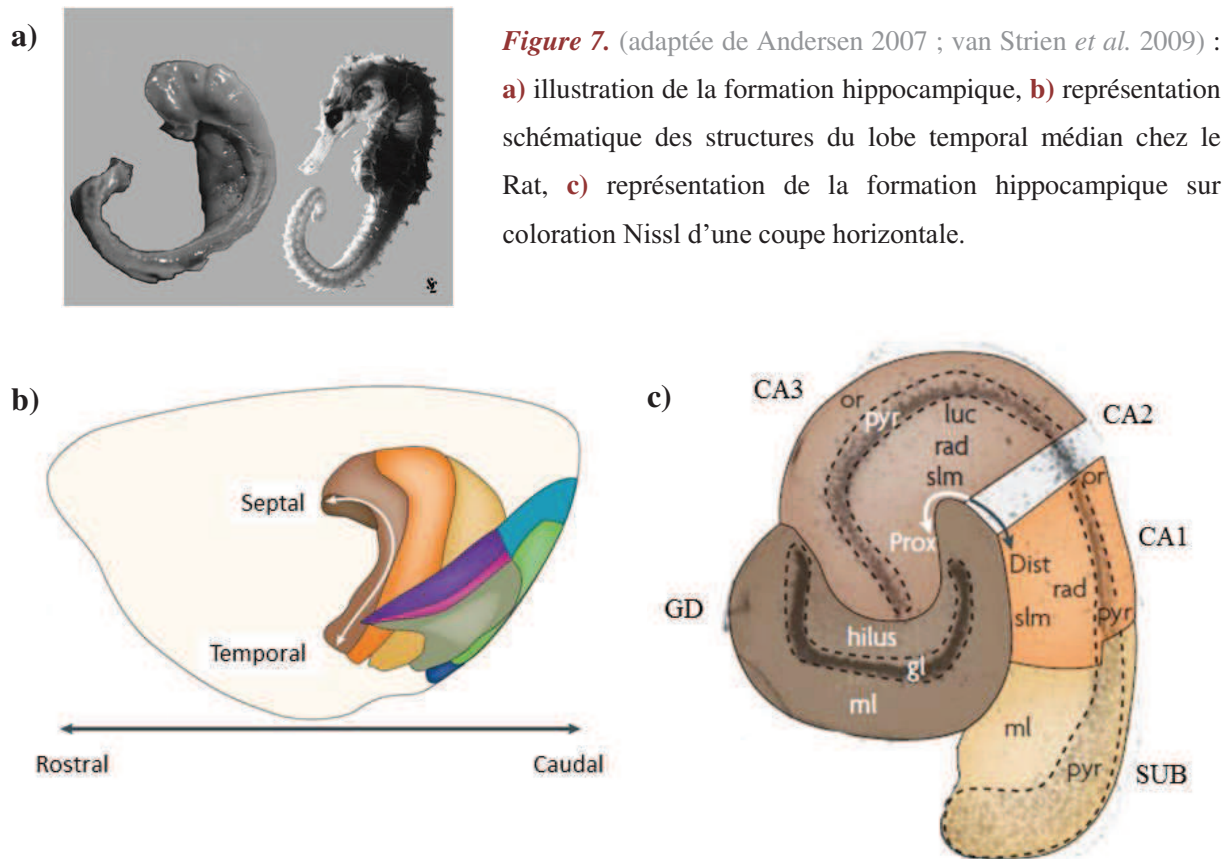 a)
Figure 7. (adaptée de Andersen 2007 ; van Strien et al. 2009) :
a) illustration de la formation hippocampique, b) représentation
schématique des structures du lobe temporal médian chez le
Rat, c) représentation de la formation hippocampique sur
coloration Nissl d’une coupe horizontale.
b)
Septal
Temporal
Rostral
Caudal
c)
CA3
or
pyr
luc
rad
slm
CA2
or
Prox
Dist
CA1
rad
slm
pyr
GD
hilus
gl
ml
ml
pyr
SUB